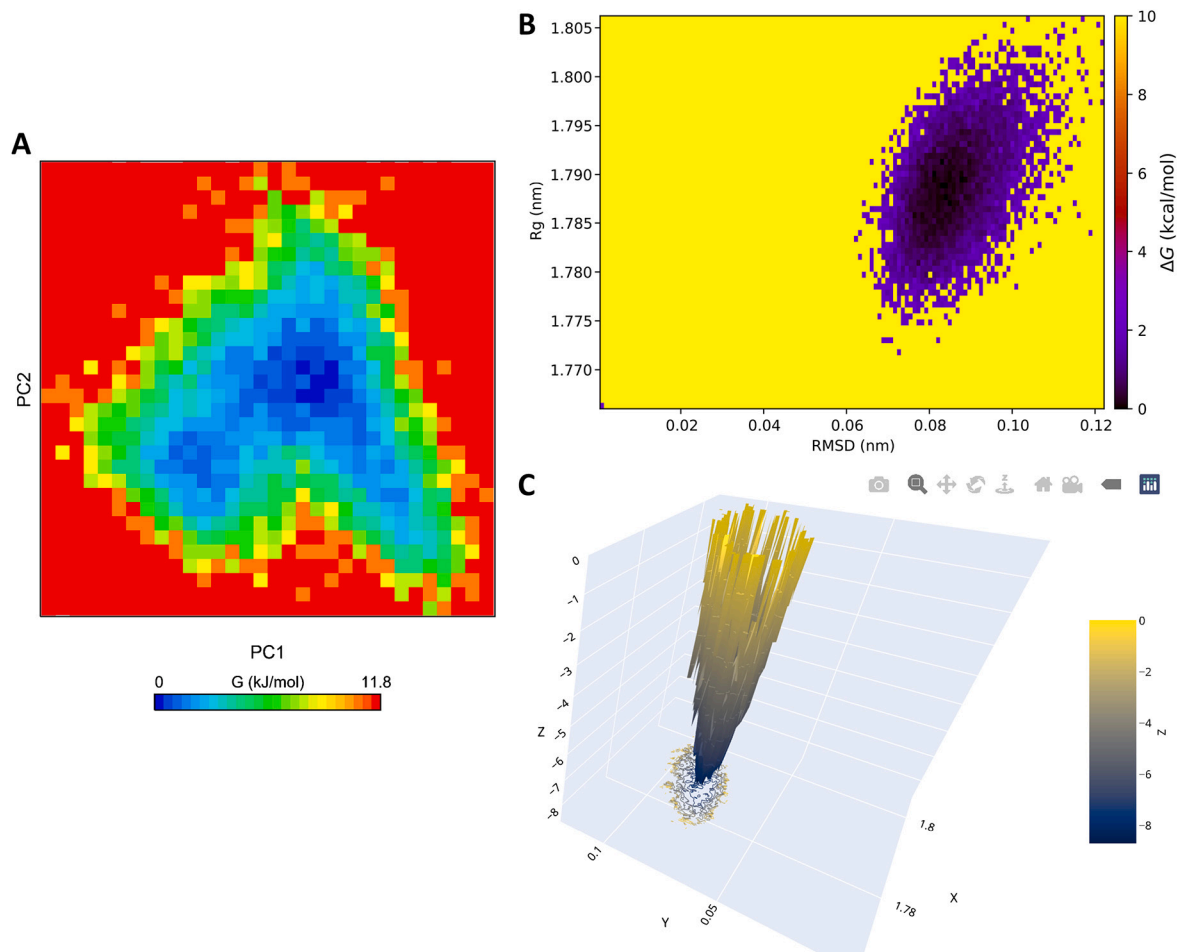 A
PC2
PC1
0 G (kJ/mol) 11.8
B
1.805
1.800
1.795
1.790
1.785
1.780
1.775
1.770
Rg (nm)
0.02 0.04 0.06 0.08 0.10 0.12
RMSD (nm)
10
8
6
4
2
0
ΔG (kcal/mol)
C
z
0
−1
−2
−3
−4
−5
−6
−7
−8
Z
0.1
0.05
Y
1.8
1.78
X
0
−2
−4
−6
−8
Z